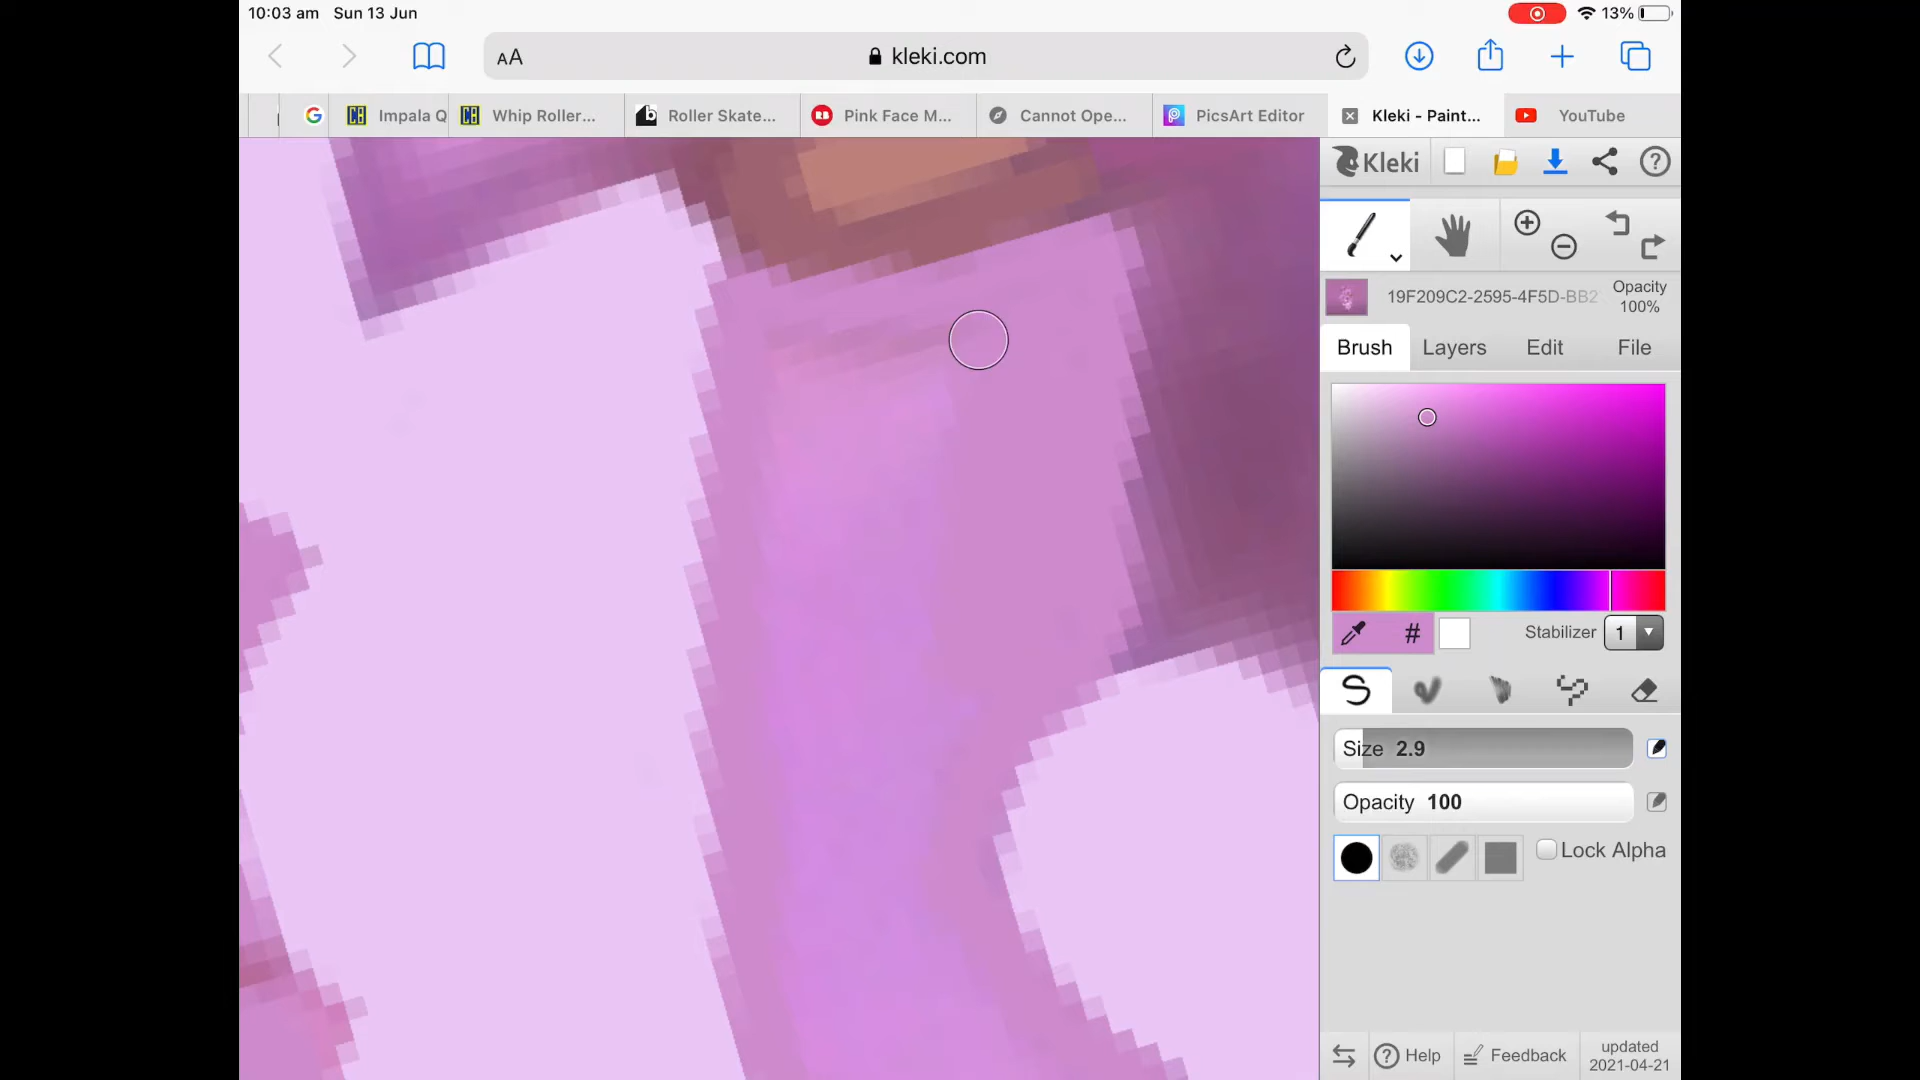 10:03 am Sun 13 Jun 13%
AA kleki.com
G Impala Q Whip Roller... Roller Skate... Pink Face M... Cannot Ope... PicsArt Editor Kleki - Paint... YouTube
Kleki
19F209C2-2595-4F5D-BB2 Opacity
100%
Brush Layers Edit File
# Stabilizer 1
Size 2.9
Opacity 100
Lock Alpha
Help Feedback updated
2021-04-21